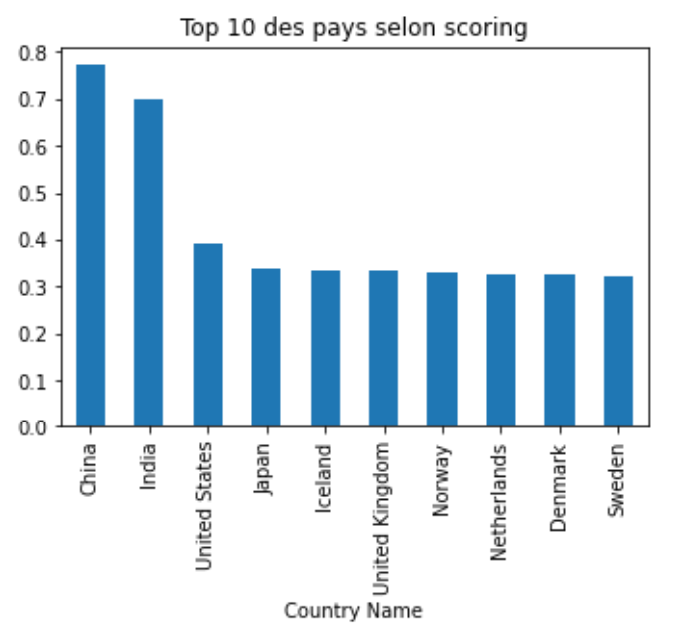 Top 10 des pays selon scoring
0.8
0.7
0.6
0.5
0.4
0.3
0.2
0.1
0.0
China
India
United States
Japan
Iceland
United Kingdom
Norway
Netherlands
Denmark
Sweden
Country Name